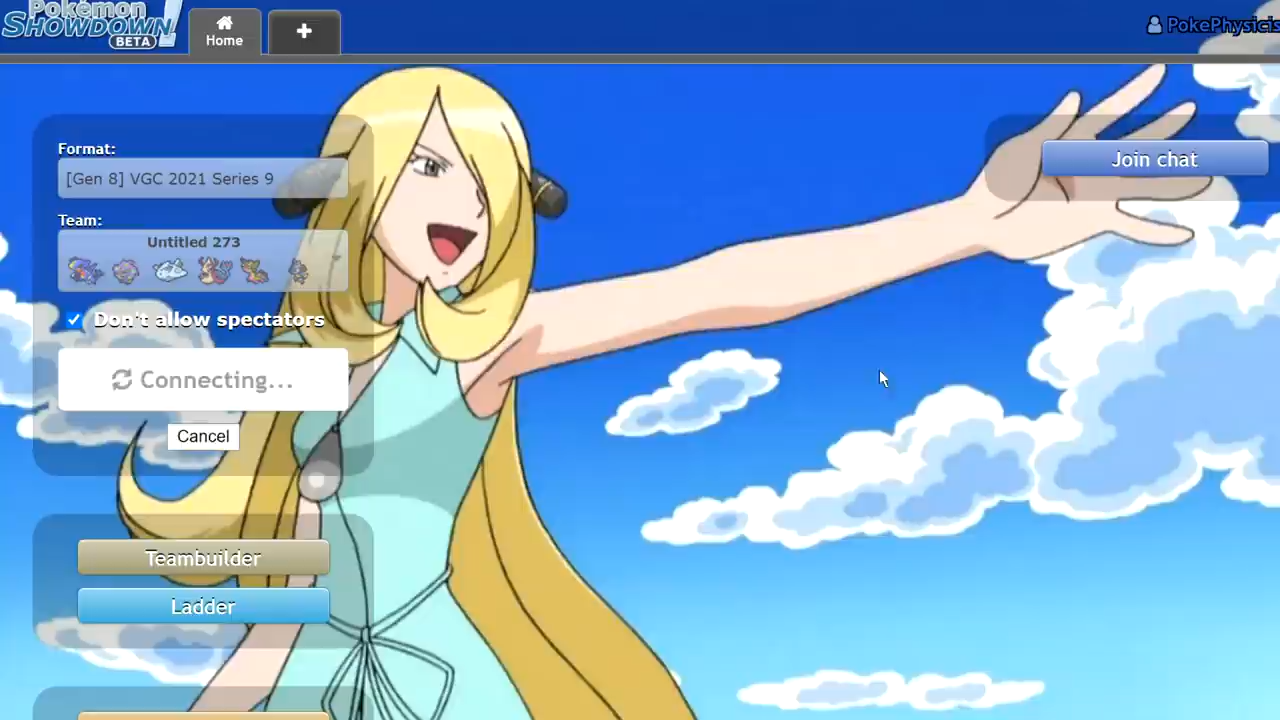 Pokémon
SHOWDOWN!
BETA
Home
PokePhysicis
Format:
[Gen 8] VGC 2021 Series 9
Join chat
Team:
Untitled 273
Don't allow spectators
Connecting...
Cancel
Teambuilder
Ladder